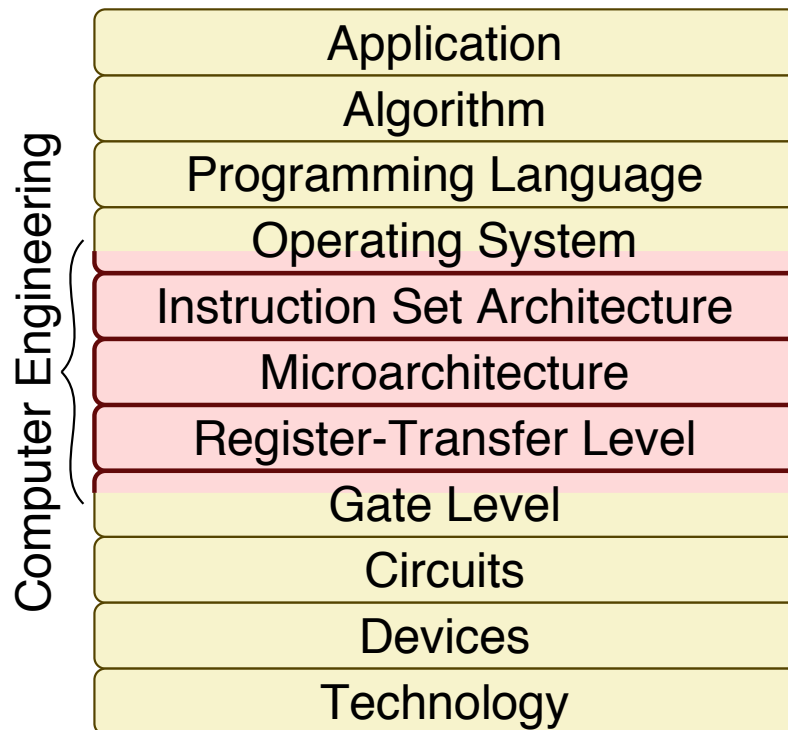 Application
Algorithm
Programming Language
Operating System
Instruction Set Architecture
Microarchitecture
Register-Transfer Level
Gate Level
Circuits
Devices
Technology
Computer Engineering